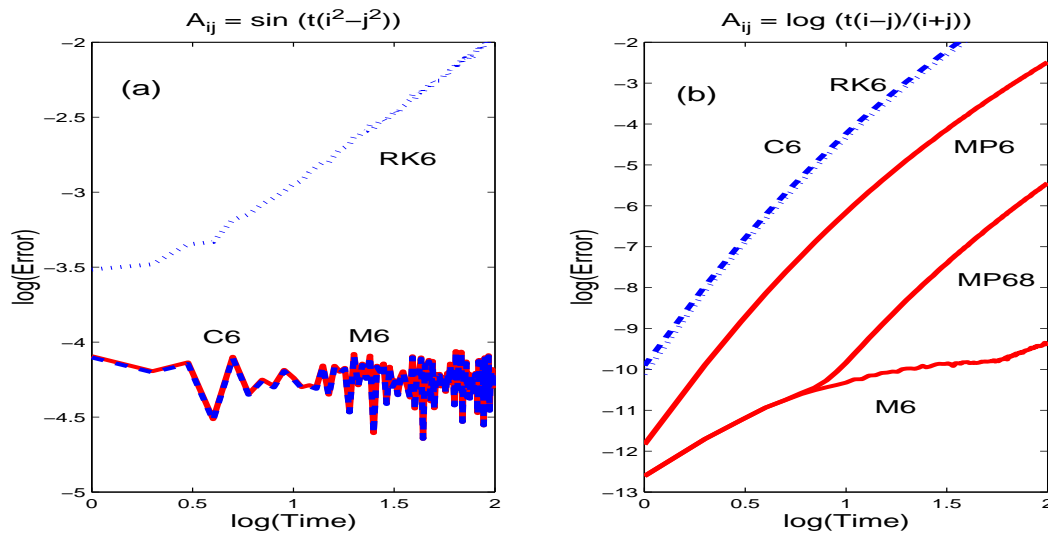 A_ij = sin (t(i^2−j^2))
−2
−2.5
−3
−3.5
−4
−4.5
−5
0
0.5
1
1.5
2
log(Time)
log(Error)
(a)
RK6
C6
M6
A_ij = log (t(i−j)/(i+j))
−2
−3
−4
−5
−6
−7
−8
−9
−10
−11
−12
−13
0
0.5
1
1.5
2
log(Time)
log(Error)
(b)
RK6
C6
MP6
MP68
M6